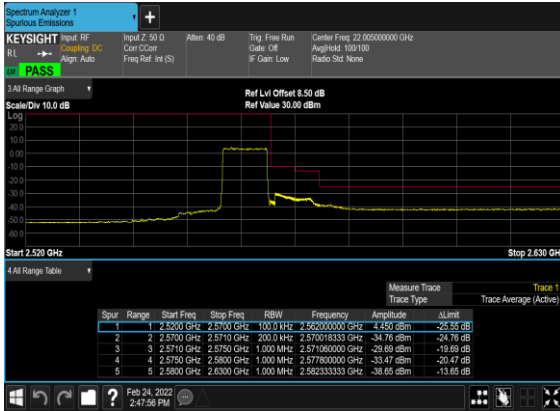 Spectrum Analyzer 1
Spurious Emissions
+
KEYSIGHT
RL
Input: RF
Coupling: DC
Align: Auto
Input Z: 50 Ω
Corr CCorr
Freq Ref: Int (S)
Atten: 40 dB
Trig: Free Run
Gate: Off
IF Gain: Low
Center Freq: 22.005000000 GHz
Avg|Hold: 100/100
Radio Std: None
PASS
3 All Range Graph
Scale/Div 10.0 dB
Ref Lvl Offset 8.50 dB
Ref Value 30.00 dBm
Log
20.0
10.0
0.00
-10.0
-20.0
-30.0
-40.0
-50.0
-60.0
Start 2.520 GHz
Stop 2.630 GHz
4 All Range Table
Measure Trace Trace 1
Trace Type Trace Average (Active)
Spur Range Start Freq Stop Freq RBW Frequency Amplitude ΔLimit
1 1 2.5200 GHz 2.5700 GHz 100.0 kHz 2.562000000 GHz 4.450 dBm -25.55 dB
2 2 2.5700 GHz 2.5710 GHz 200.0 kHz 2.570018333 GHz -34.76 dBm -24.76 dB
3 3 2.5710 GHz 2.5750 GHz 1.000 MHz 2.571060000 GHz -29.69 dBm -19.69 dB
4 4 2.5750 GHz 2.5800 GHz 1.000 MHz 2.575780000 GHz -33.47 dBm -20.47 dB
5 5 2.5800 GHz 2.6300 GHz 1.000 MHz 2.582333333 GHz -38.65 dBm -13.65 dB
?
Feb 24, 2022
2:47:56 PM